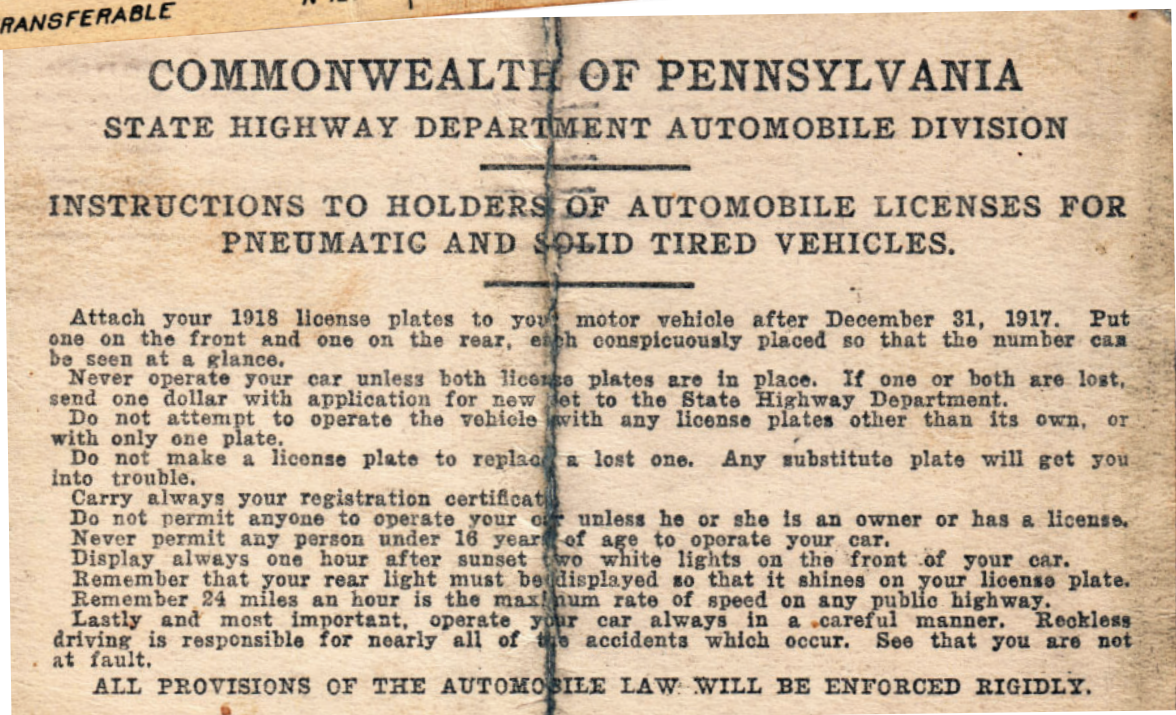 RANSFERABLE
COMMONWEALTH OF PENNSYLVANIA
STATE HIGHWAY DEPARTMENT AUTOMOBILE DIVISION
INSTRUCTIONS TO HOLDERS OF AUTOMOBILE LICENSES FOR
PNEUMATIC AND SOLID TIRED VEHICLES.
Attach your 1918 license plates to your motor vehicle after December 31, 1917. Put
one on the front and one on the rear, each conspicuously placed so that the number can
be seen at a glance.
Never operate your car unless both license plates are in place. If one or both are lost,
send one dollar with application for new set to the State Highway Department.
Do not attempt to operate the vehicle with any license plates other than its own, or
with only one plate.
Do not make a license plate to replace a lost one. Any substitute plate will get you
into trouble.
Carry always your registration certificate
Do not permit anyone to operate your car unless he or she is an owner or has a license.
Never permit any person under 16 years of age to operate your car.
Display always one hour after sunset two white lights on the front of your car.
Remember that your rear light must be displayed so that it shines on your license plate.
Remember 24 miles an hour is the maximum rate of speed on any public highway.
Lastly and most important, operate your car always in a careful manner. Reckless
driving is responsible for nearly all of the accidents which occur. See that you are not
at fault.
ALL PROVISIONS OF THE AUTOMOBILE LAW WILL BE ENFORCED RIGIDLY.